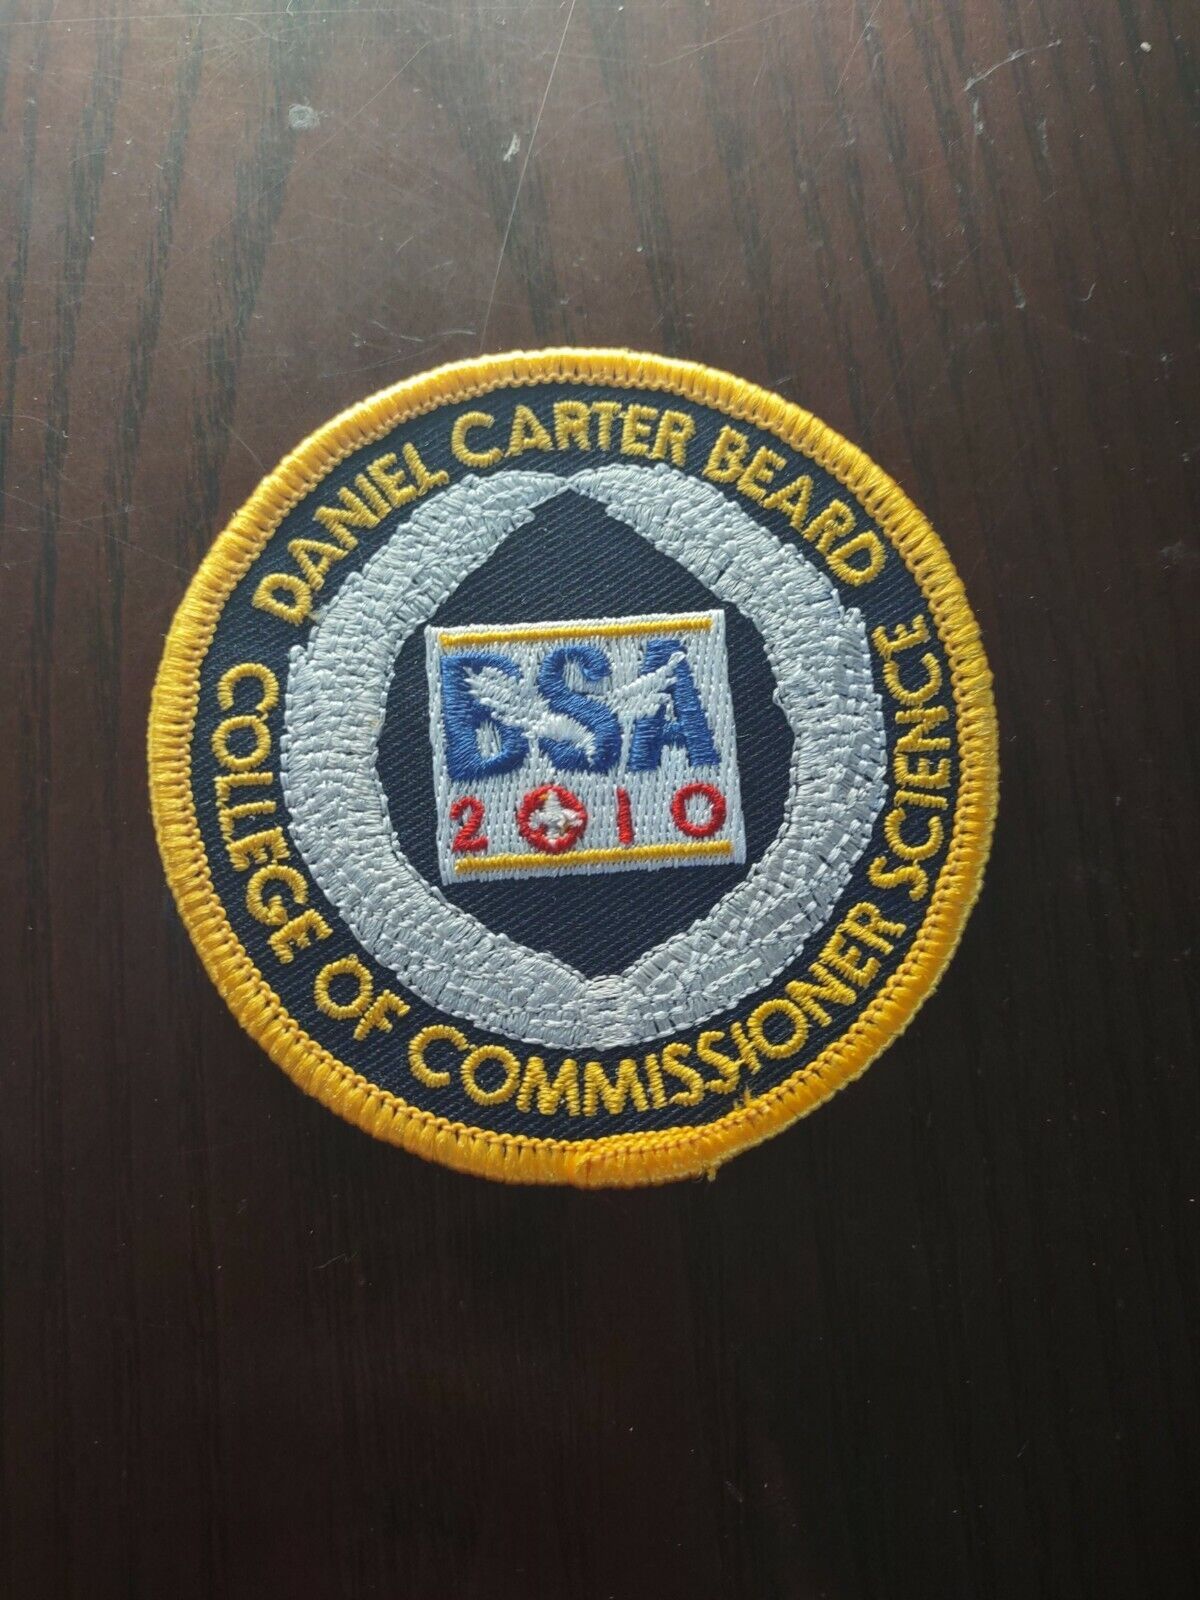 DANIEL CARTER BEARD
BSA
2010
COLLEGE OF COMMISSIONER SCIENCE